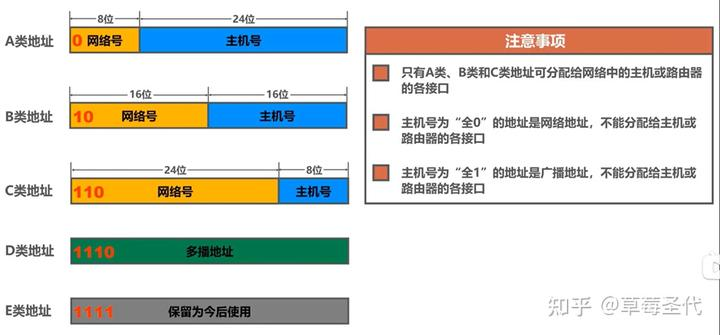 8位
24位
A类地址
0 网络号
主机号
16位
16位
B类地址
10 网络号
主机号
24位
8位
C类地址
110 网络号
主机号
D类地址
1110 多播地址
E类地址
1111 保留为今后使用
注意事项
只有A类、B类和C类地址可分配给网络中的主机或路由器
的各接口
主机号为“全0”的地址是网络地址，不能分配给主机或
路由器的各接口
主机号为“全1”的地址是广播地址，不能分配给主机或
路由器的各接口
知乎 @草莓圣代